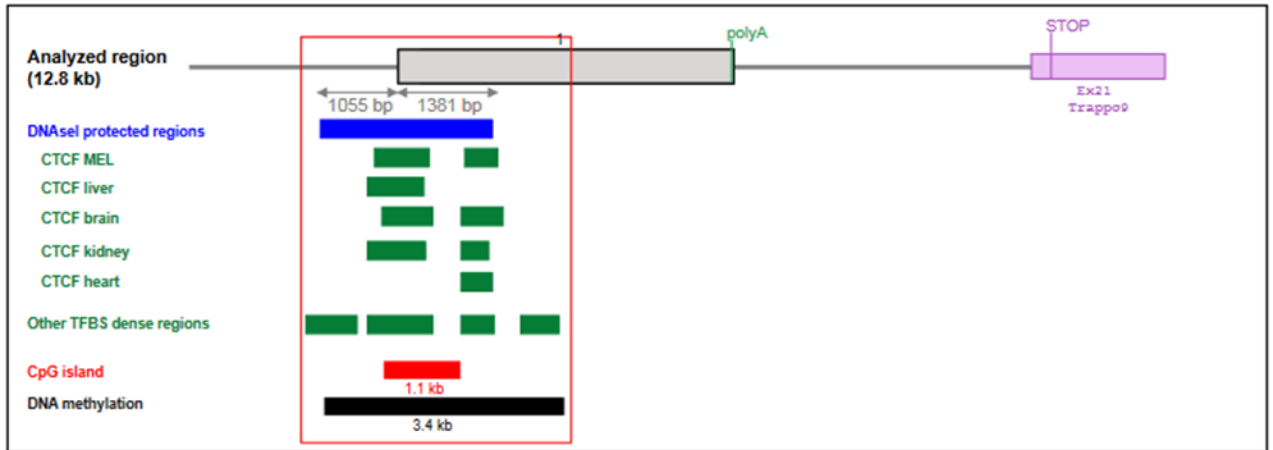 STOP
1
polyA
Analyzed region
(12.8 kb)
Ex21
Trappo9
1055 bp
1381 bp
DNAseI protected regions
CTCF MEL
CTCF liver
CTCF brain
CTCF kidney
CTCF heart
Other TFBS dense regions
CpG island
1.1 kb
DNA methylation
3.4 kb